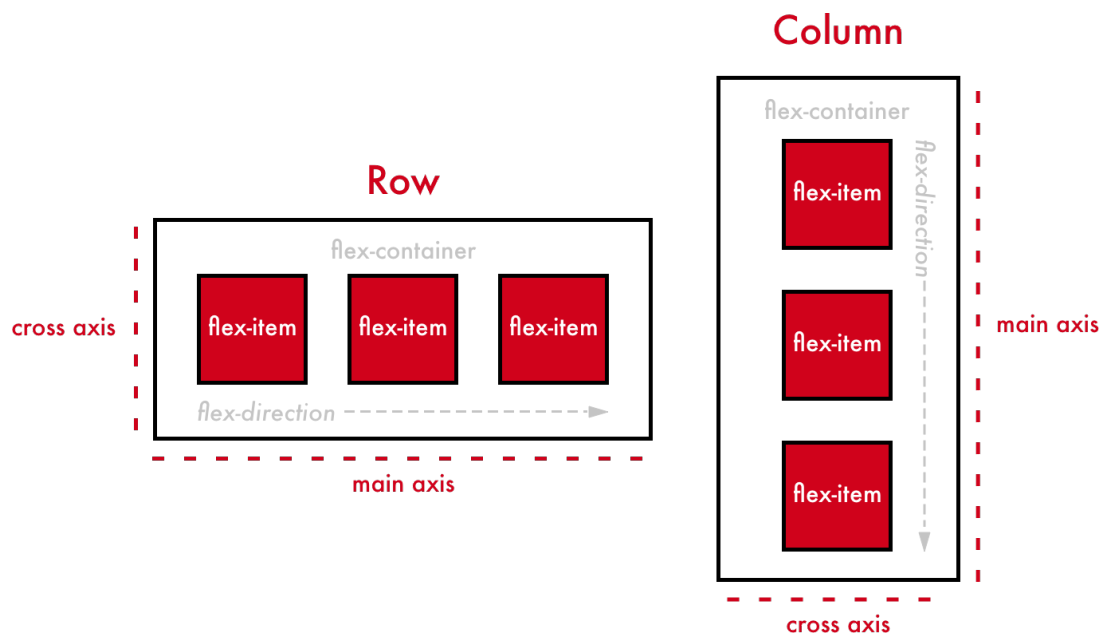 Column
flex-container
flex-direction
flex-item
flex-item
flex-item
main axis
cross axis
Row
flex-container
cross axis
flex-item flex-item flex-item
flex-direction
main axis